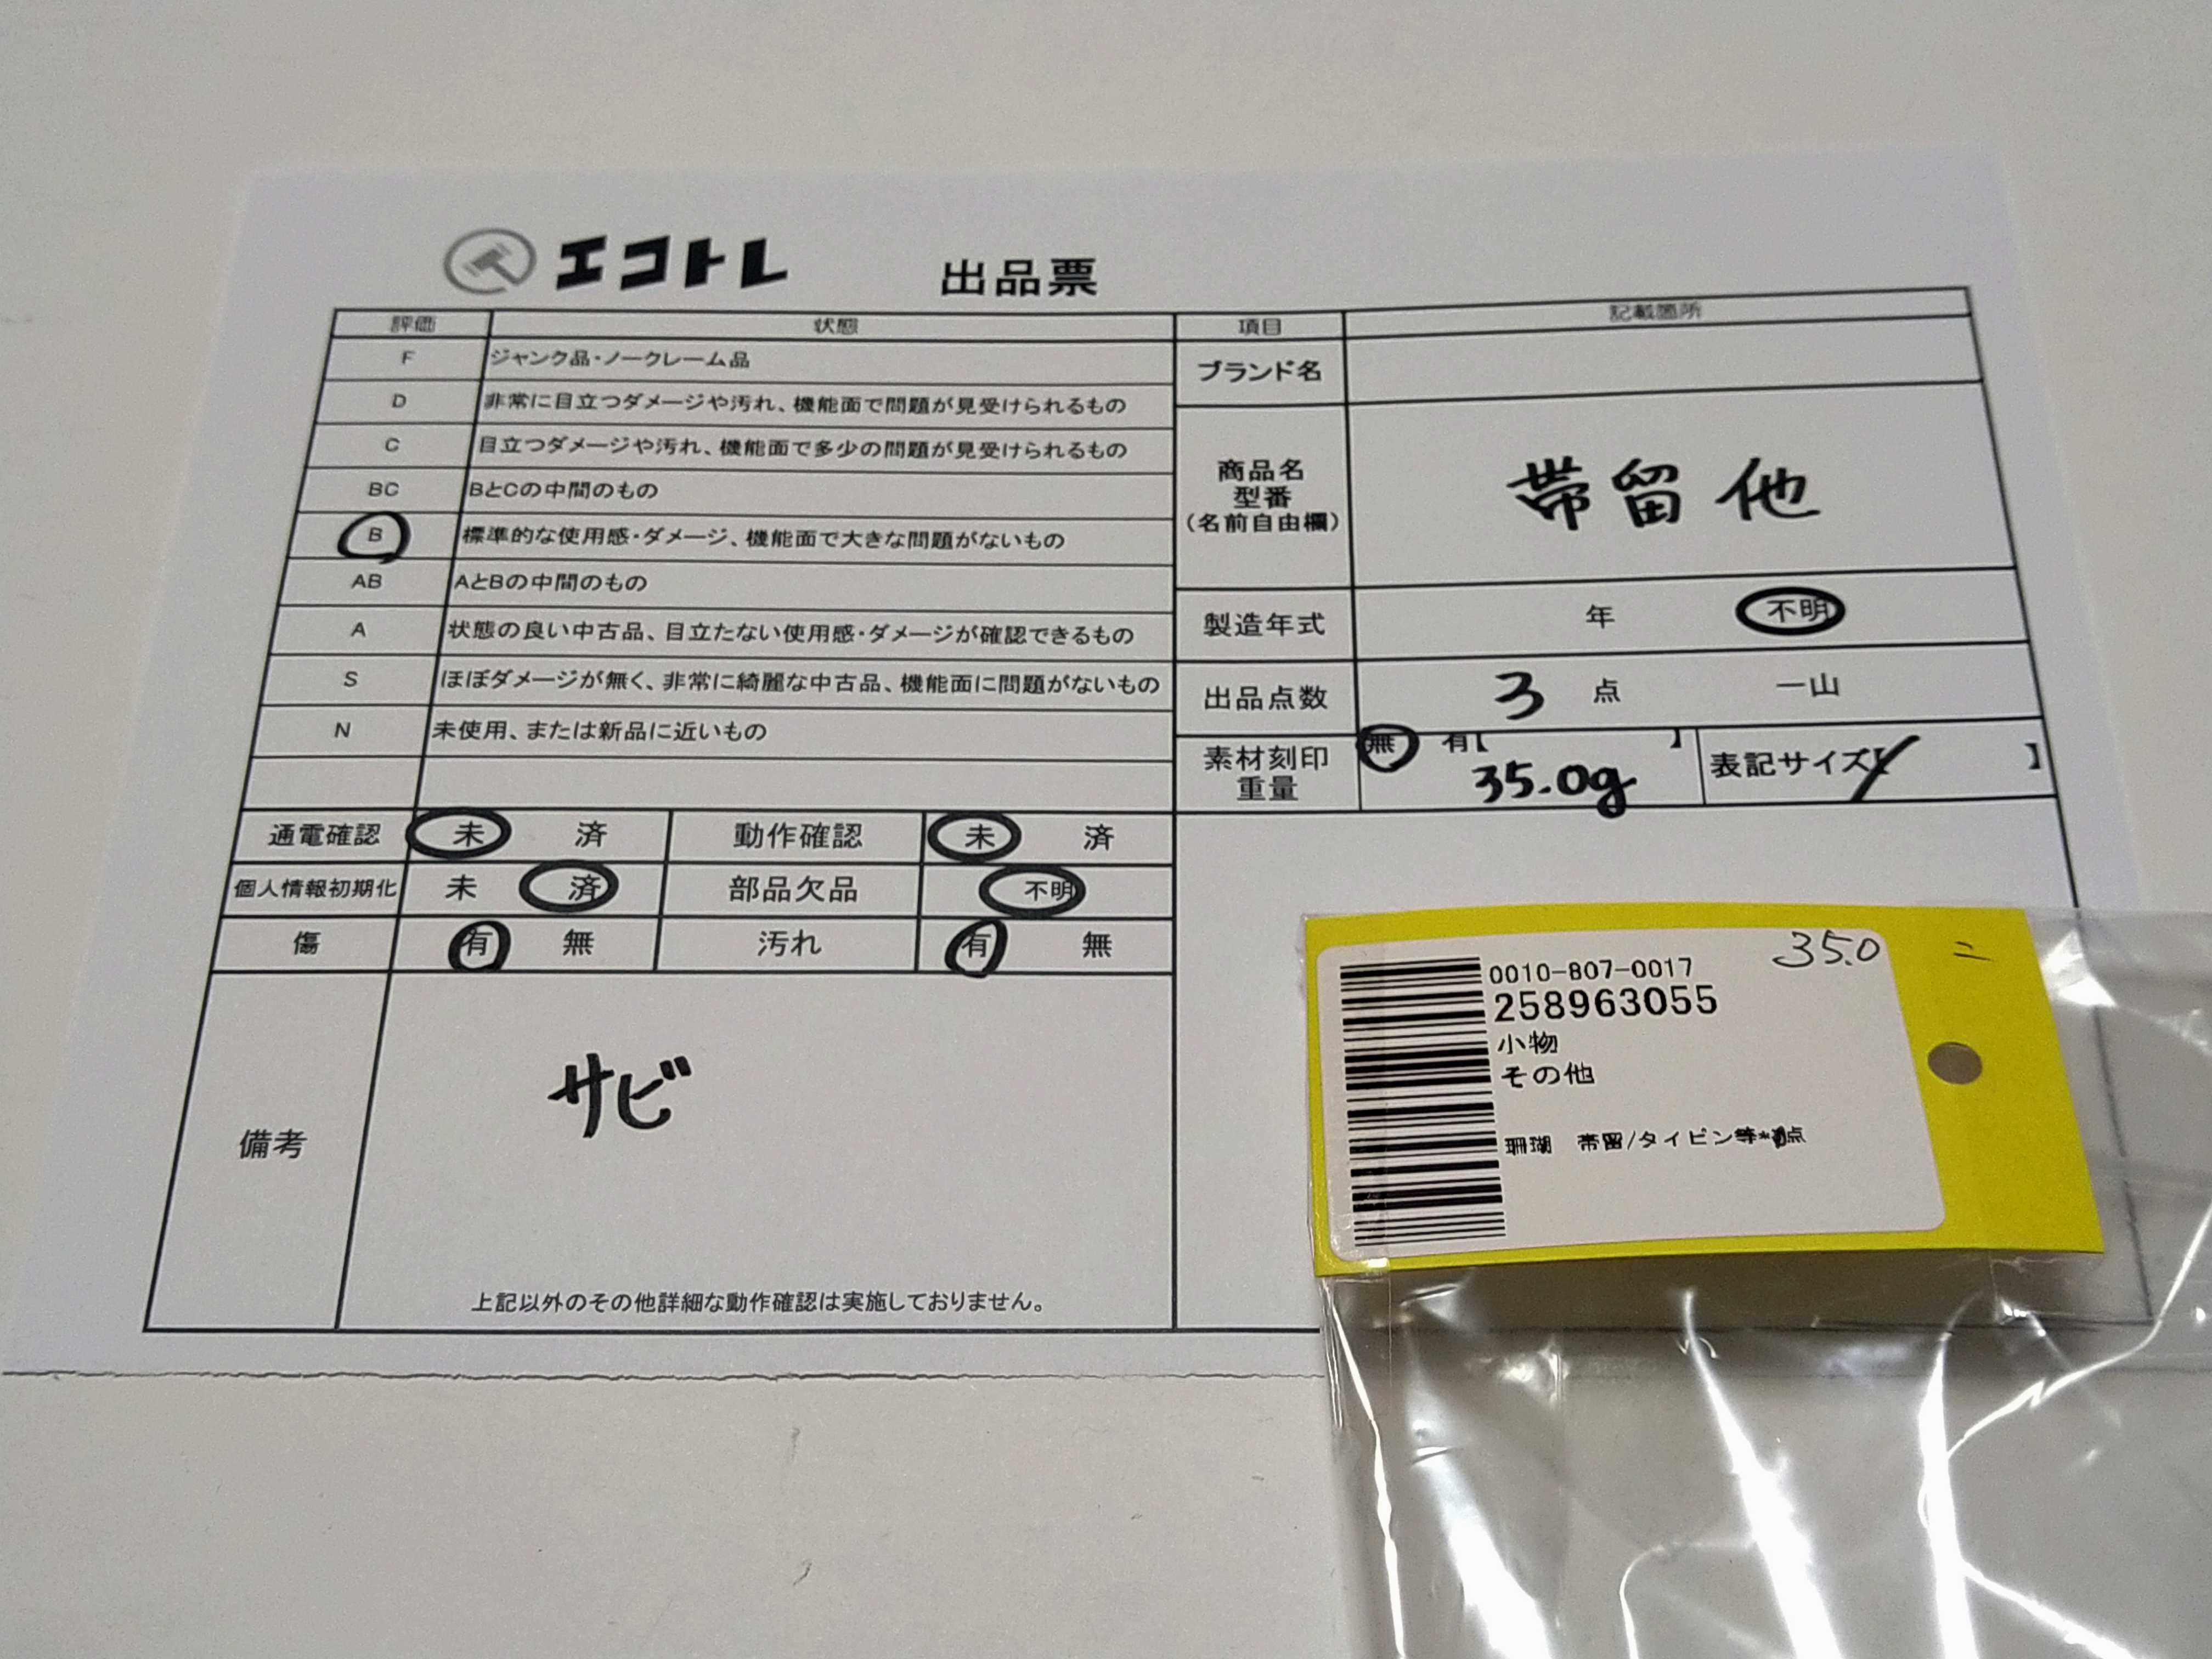 エコトレ 出品票
評価 状態
F ジャンク品・ノークレーム品
D 非常に目立つダメージや汚れ、機能面で問題が見受けられるもの
C 目立つダメージや汚れ、機能面で多少の問題が見受けられるもの
BC BとCの中間のもの
B 標準的な使用感・ダメージ、機能面で大きな問題がないもの
AB AとBの中間のもの
A 状態の良い中古品、目立たない使用感・ダメージが確認できるもの
S ほぼダメージが無く、非常に綺麗な中古品、機能面に問題がないもの
N 未使用、または新品に近いもの
通電確認 未 済 動作確認 未 済
個人情報初期化 未 済 部品欠品 不明
傷 有 無 汚れ 有 無
備考
サビ
上記以外のその他詳細な動作確認は実施しておりません。
項目 記載箇所
ブランド名
商品名
型番
(名前自由欄)
帯留他
製造年式 年 不明
出品点数 3 点 一山
素材刻印
重量
無 有【 】
35.0g
表記サイズ【 】
0010-807-0017
35.0 ニ
258963055
小物
その他
珊瑚 帯留/タイピン等* 点